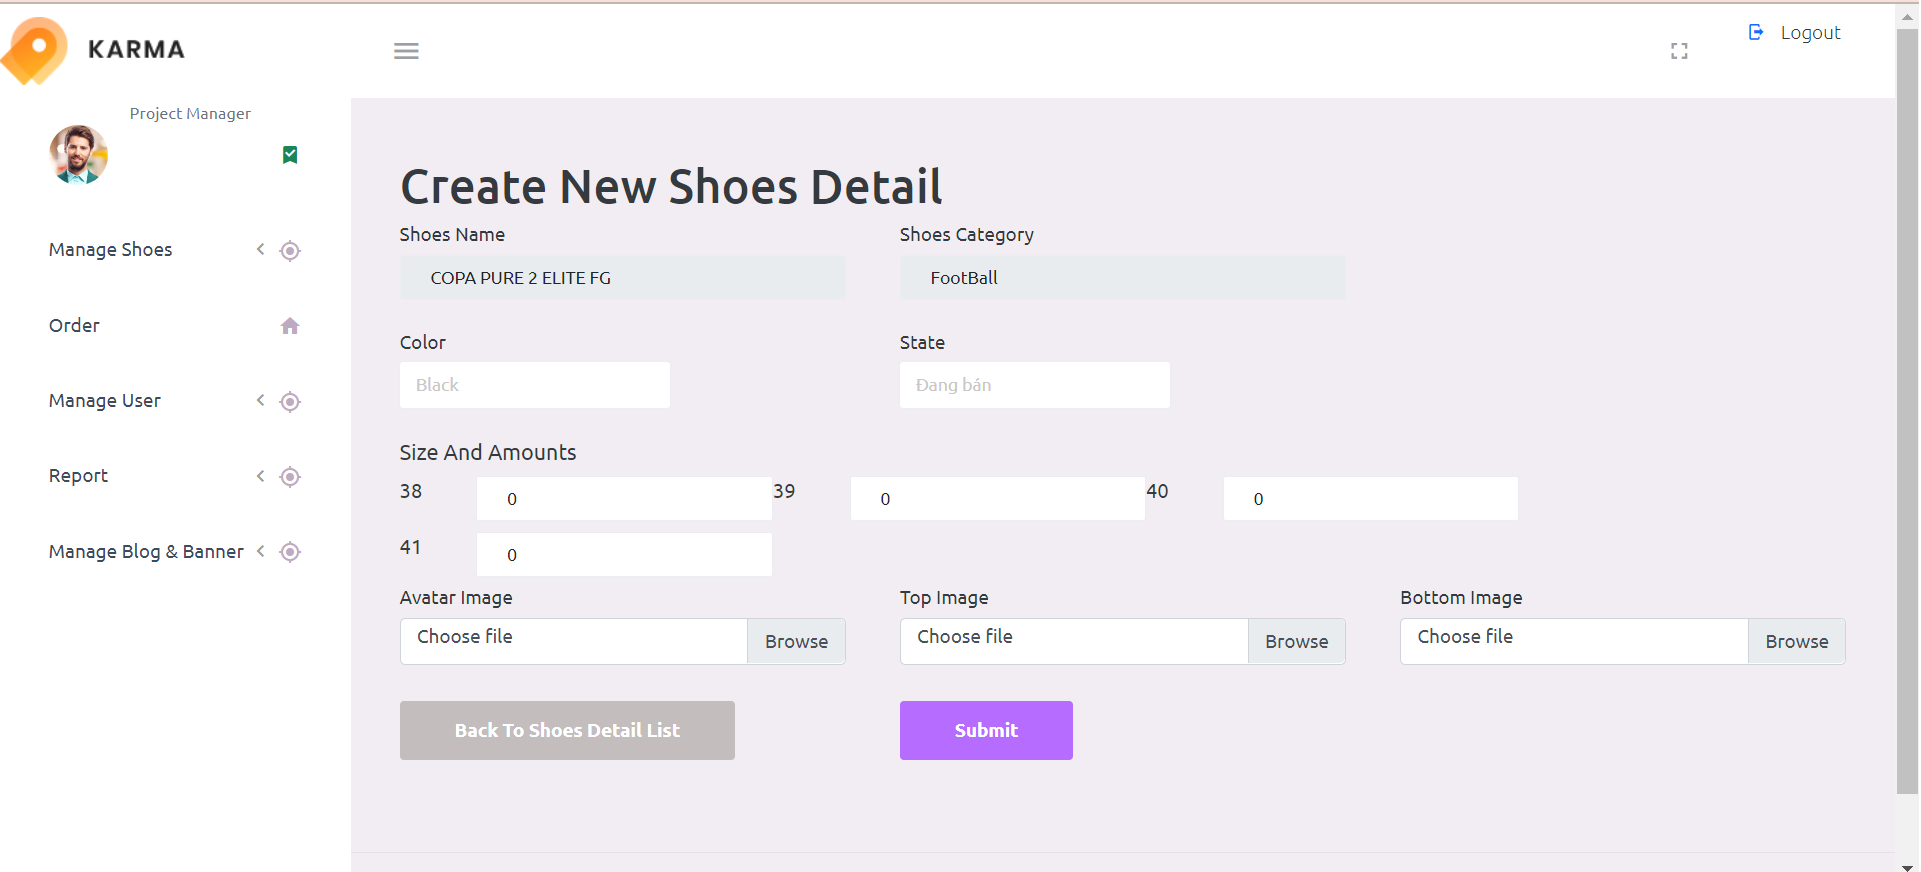 KARMA
Logout
Project Manager
Manage Shoes
Order
Manage User
Report
Manage Blog & Banner
Create New Shoes Detail
Shoes Name
Shoes Category
COPA PURE 2 ELITE FG
FootBall
Color
State
Black
Đang bán
Size And Amounts
38 0 39 0 40 0
41 0
Avatar Image
Top Image
Bottom Image
Choose file Browse
Choose file Browse
Choose file Browse
Back To Shoes Detail List
Submit